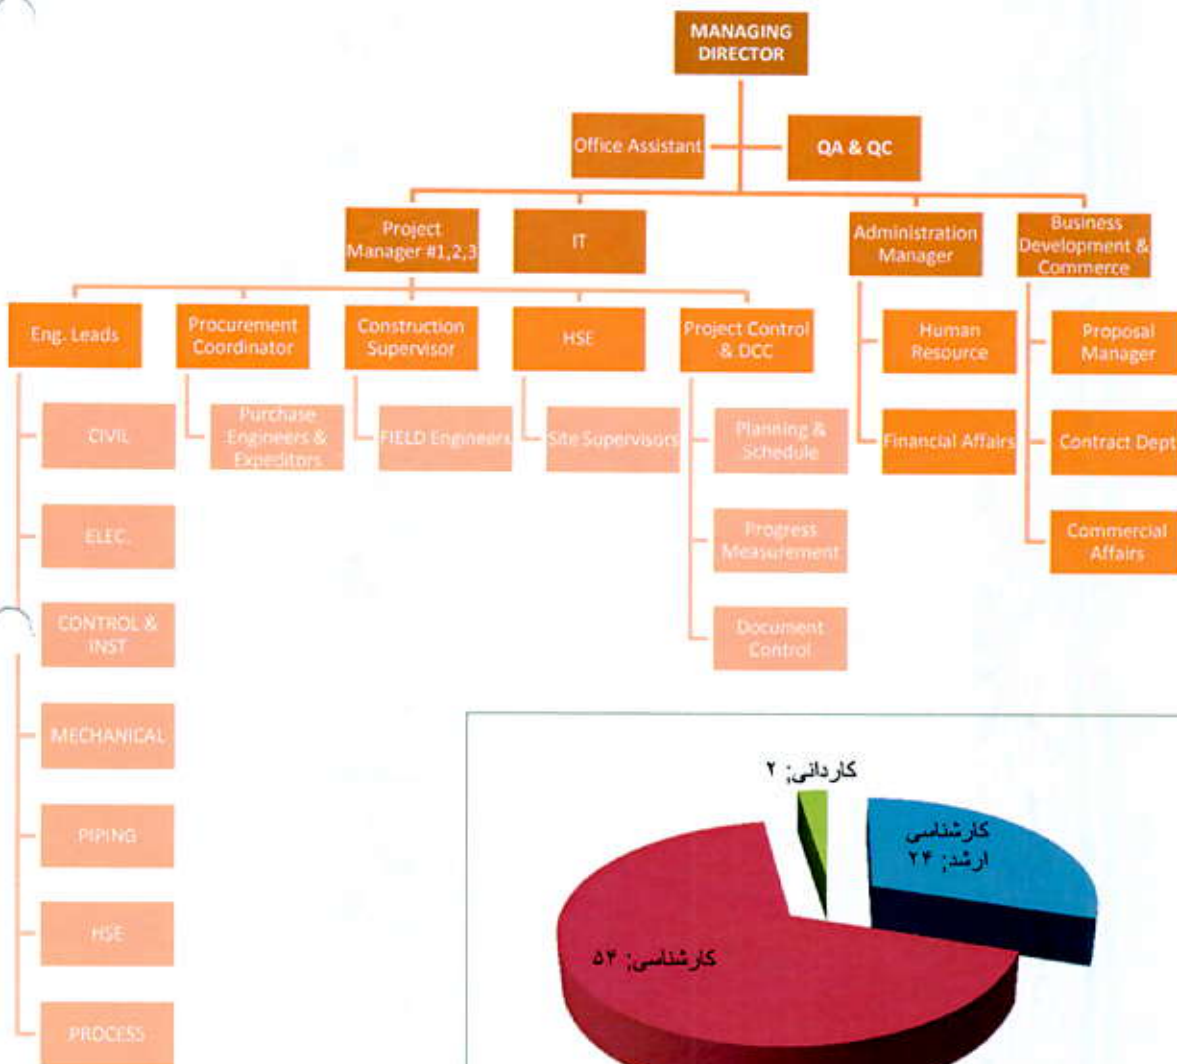 MANAGING
DIRECTOR
Office Assistant
QA & QC
Project
Manager #1,2,3
IT
Administration
Manager
Business
Development &
Commerce
Eng. Leads
Procurement
Coordinator
Construction
Supervisor
HSE
Project Control
& DCC
Human
Resource
Proposal
Manager
CIVIL
Purchase
Engineers &
Expeditors
FIELD Engineers
Site Supervisors
Planning &
Schedule
Financial Affairs
Contract Dept
ELEC.
Progress
Measurement
Commercial
Affairs
CONTROL &
INST
Document
Control
MECHANICAL
PIPING
HSE
PROCESS
کاردانی; ۲
کارشناسی
ارشد; ۲۴
کارشناسی; ۵۴